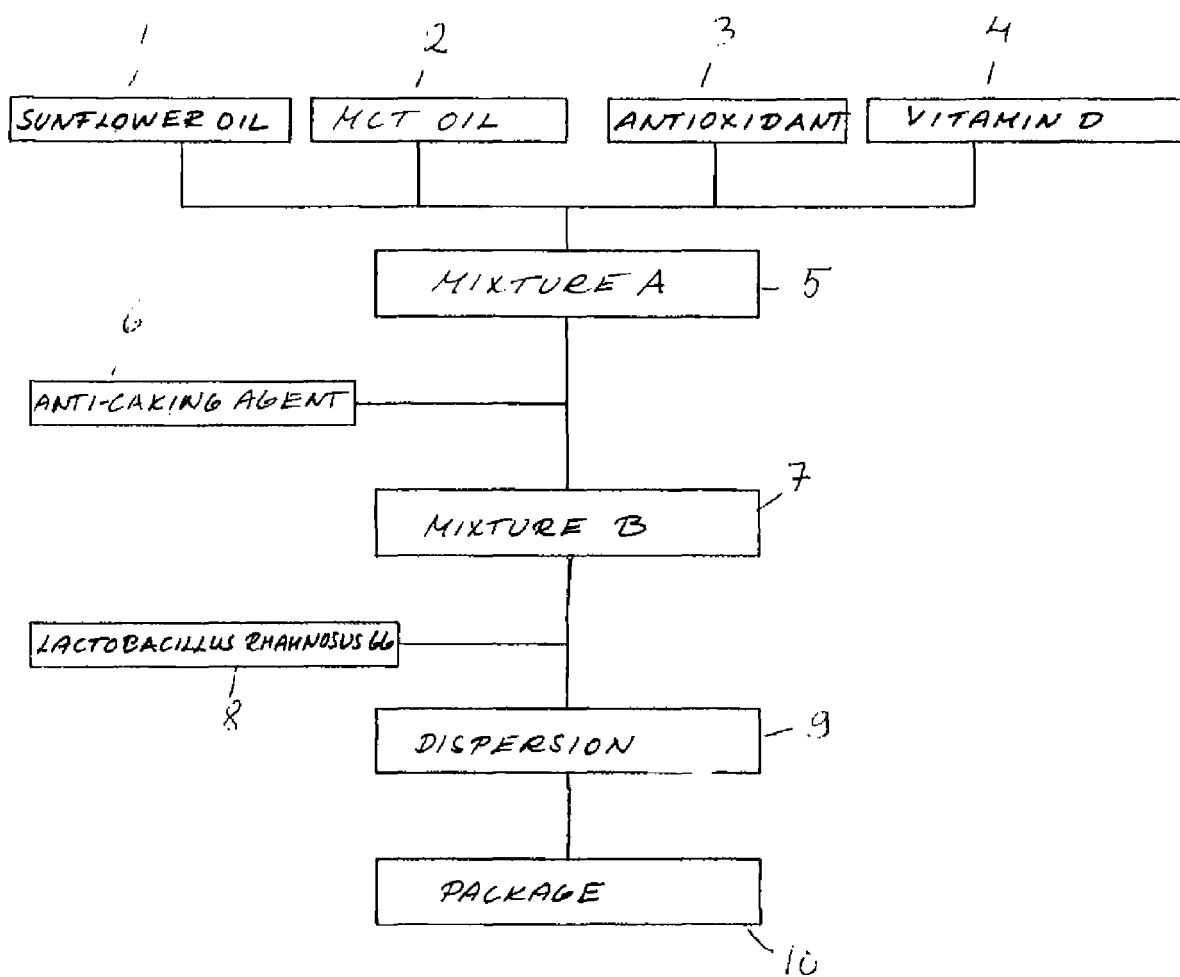 1 2 3 4
SUNFLOWER OIL MCT OIL ANTIOXIDANT VITAMIN D
MIXTURE A 5
6
ANTI-CAKING AGENT
7
MIXTURE B
LACTOBACILLUS RHAMNOSUS GG
8
DISPERSION 9
PACKAGE
10